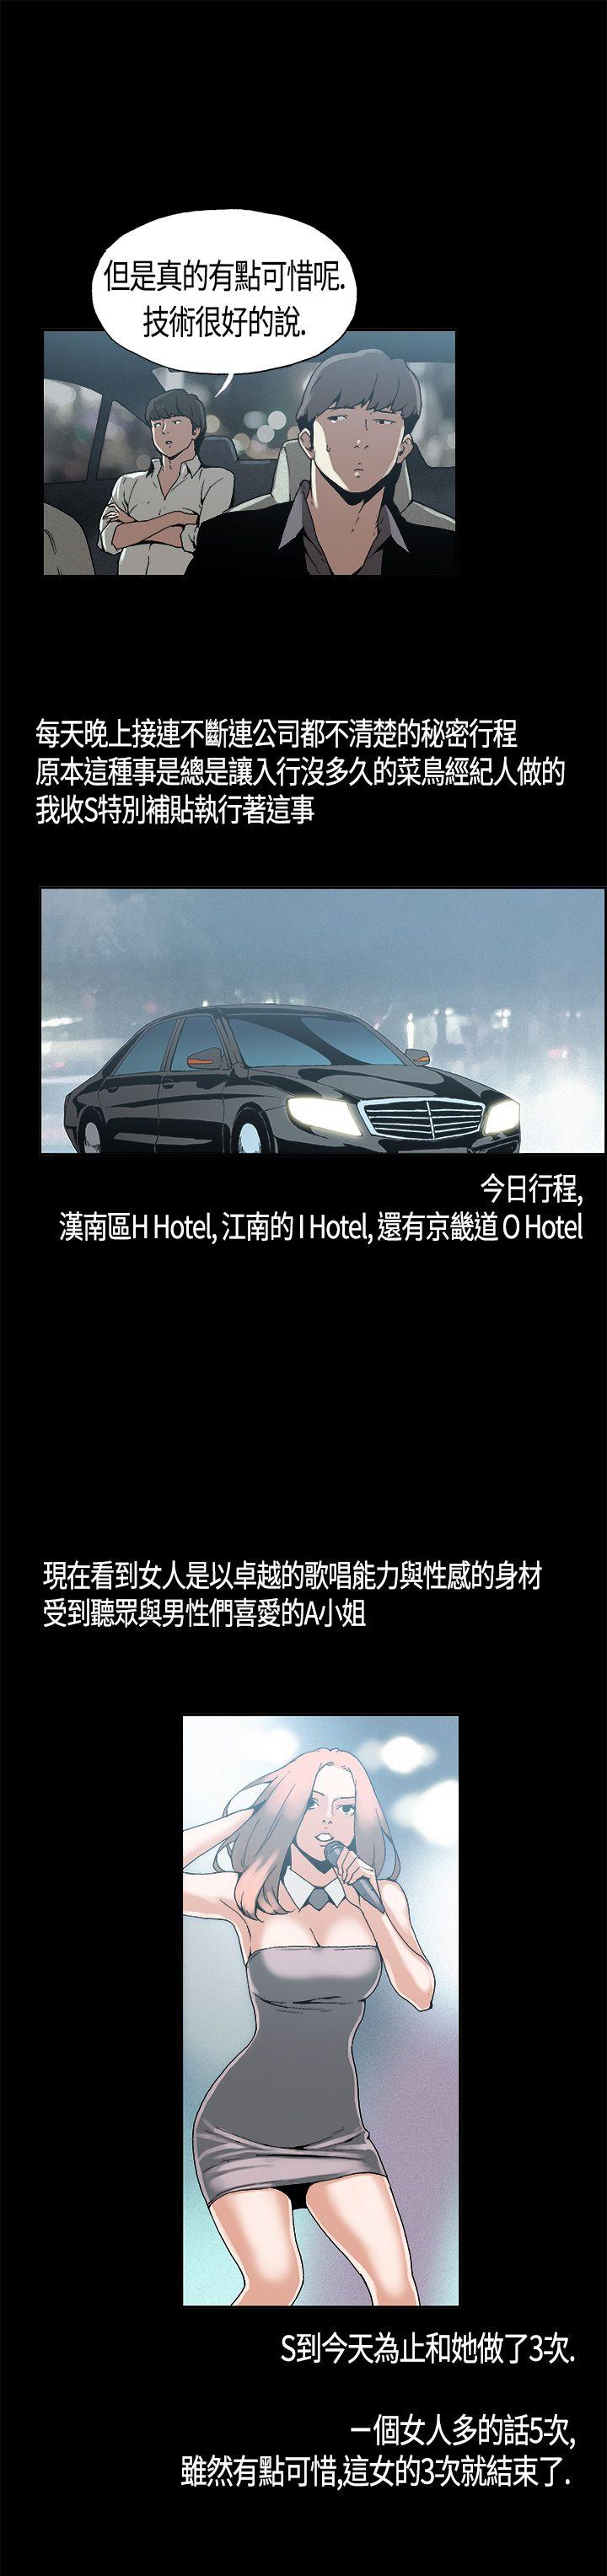 但是真的有點可惜呢.
技術很好的說.
每天晚上接連不斷連公司都不清楚的秘密行程
原本這種事是總是讓入行沒多久的菜鳥經紀人做的
我收S特別補貼執行著這事
今日行程,
漢南區H Hotel, 江南的 I Hotel, 還有京畿道 O Hotel
現在看到女人是以卓越的歌唱能力與性感的身材
受到聽眾與男性們喜愛的A小姐
S到今天為止和她做了3次.
一個女人多的話5次,
雖然有點可惜,這女的3次就結束了.